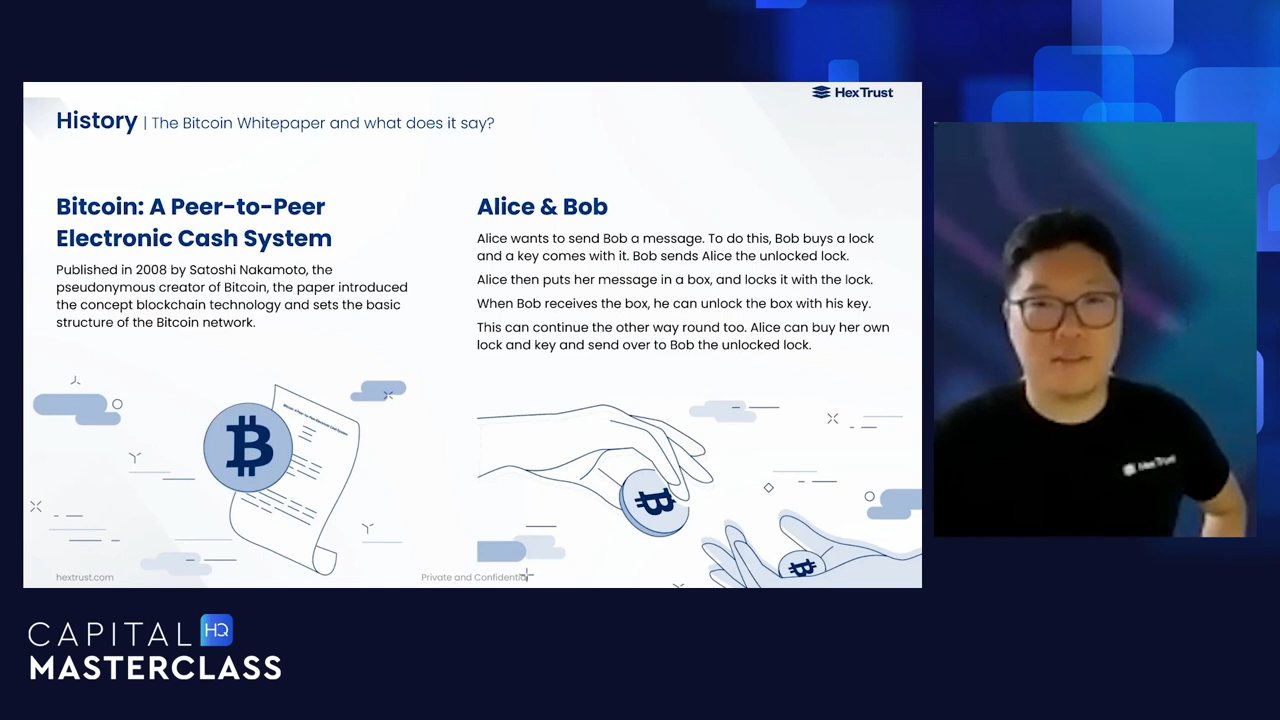 HexTrust
History | The Bitcoin Whitepaper and what does it say?
Bitcoin: A Peer-to-Peer
Electronic Cash System
Published in 2008 by Satoshi Nakamoto, the
pseudonymous creator of Bitcoin, the paper introduced
the concept blockchain technology and sets the basic
structure of the Bitcoin network.
Alice & Bob
Alice wants to send Bob a message. To do this, Bob buys a lock
and a key comes with it. Bob sends Alice the unlocked lock.
Alice then puts her message in a box, and locks it with the lock.
When Bob receives the box, he can unlock the box with his key.
This can continue the other way round too. Alice can buy her own
lock and key and send over to Bob the unlocked lock.
hextrust.com
Private and Confidential
HexTrust
CAPITAL HQ
MASTERCLASS